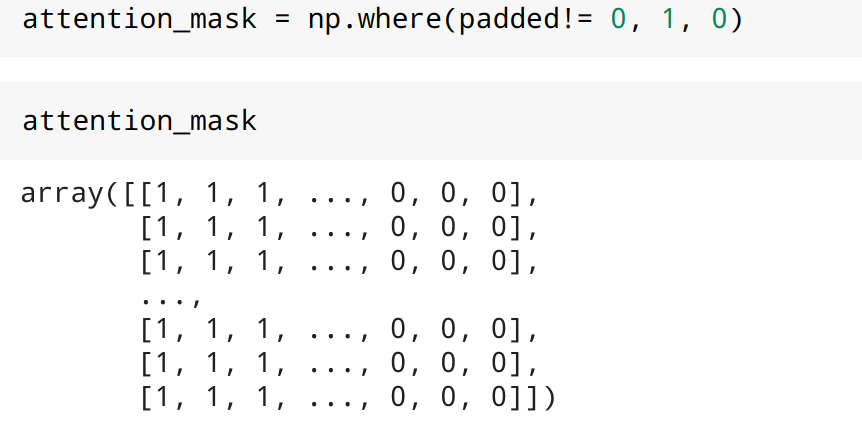 attention_mask = np.where(padded!= 0, 1, 0)
attention_mask
array([[1, 1, 1, ..., 0, 0, 0],
       [1, 1, 1, ..., 0, 0, 0],
       [1, 1, 1, ..., 0, 0, 0],
       ...,
       [1, 1, 1, ..., 0, 0, 0],
       [1, 1, 1, ..., 0, 0, 0],
       [1, 1, 1, ..., 0, 0, 0]])